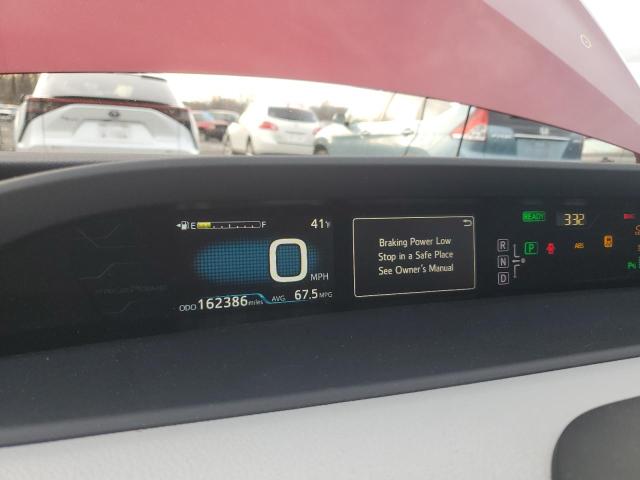 E F
41°F
0 MPH
ODO 162386 miles AVG 67.5 MPG
Braking Power Low
Stop in a Safe Place
See Owner's Manual
READY
332
R
N
D
P
ABS